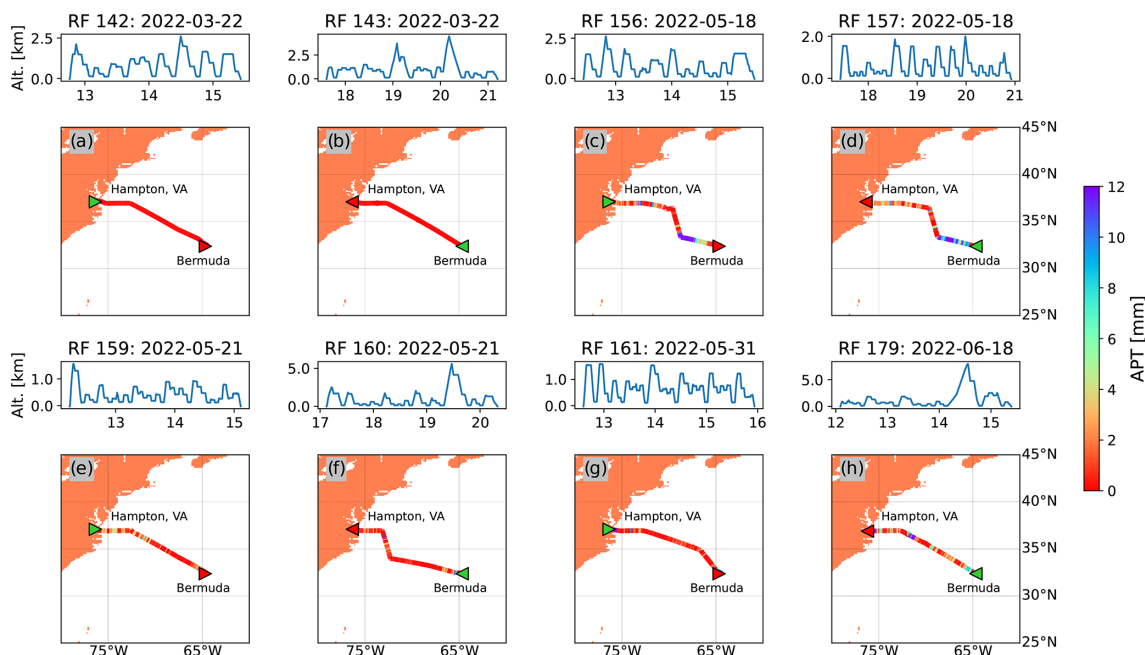 RF 142: 2022-03-22 RF 143: 2022-03-22 RF 156: 2022-05-18 RF 157: 2022-05-18
Alt. [km]
2.5 2.5 2.5 2.0
0.0 0.0 0.0 0.0
13 14 15 18 19 20 21 13 14 15 18 19 20 21
(a) (b) (c) (d) 45°N
40°N
Hampton, VA Hampton, VA Hampton, VA Hampton, VA
35°N
Bermuda Bermuda Bermuda Bermuda
30°N
25°N
RF 159: 2022-05-21 RF 160: 2022-05-21 RF 161: 2022-05-31 RF 179: 2022-06-18
Alt. [km]
1.0 5.0 1.0 5.0
0.0 0.0 0.0 0.0
13 14 15 17 18 19 20 13 14 15 16 12 13 14 15
(e) (f) (g) (h) 45°N
40°N
Hampton, VA Hampton, VA Hampton, VA Hampton, VA
35°N
Bermuda Bermuda Bermuda Bermuda
30°N
25°N
75°W 65°W 75°W 65°W 75°W 65°W 75°W 65°W
12
10
8
6
4
2
0
APT [mm]